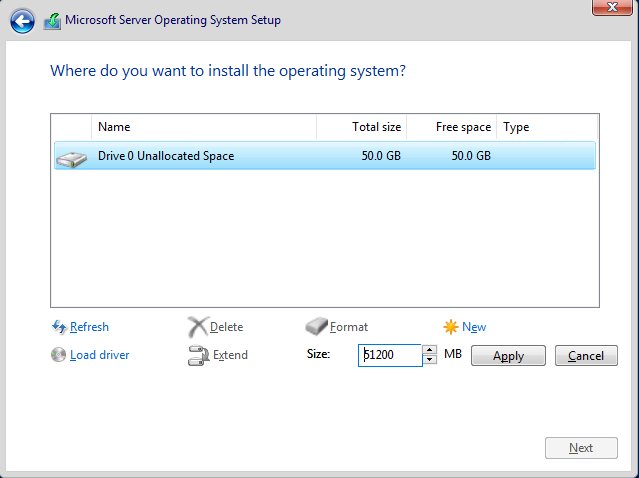 Microsoft Server Operating System Setup
Where do you want to install the operating system?
Name Total size Free space Type
Drive 0 Unallocated Space 50.0 GB 50.0 GB
Refresh Delete Format New
Load driver Extend Size: 51200 MB Apply Cancel
Next